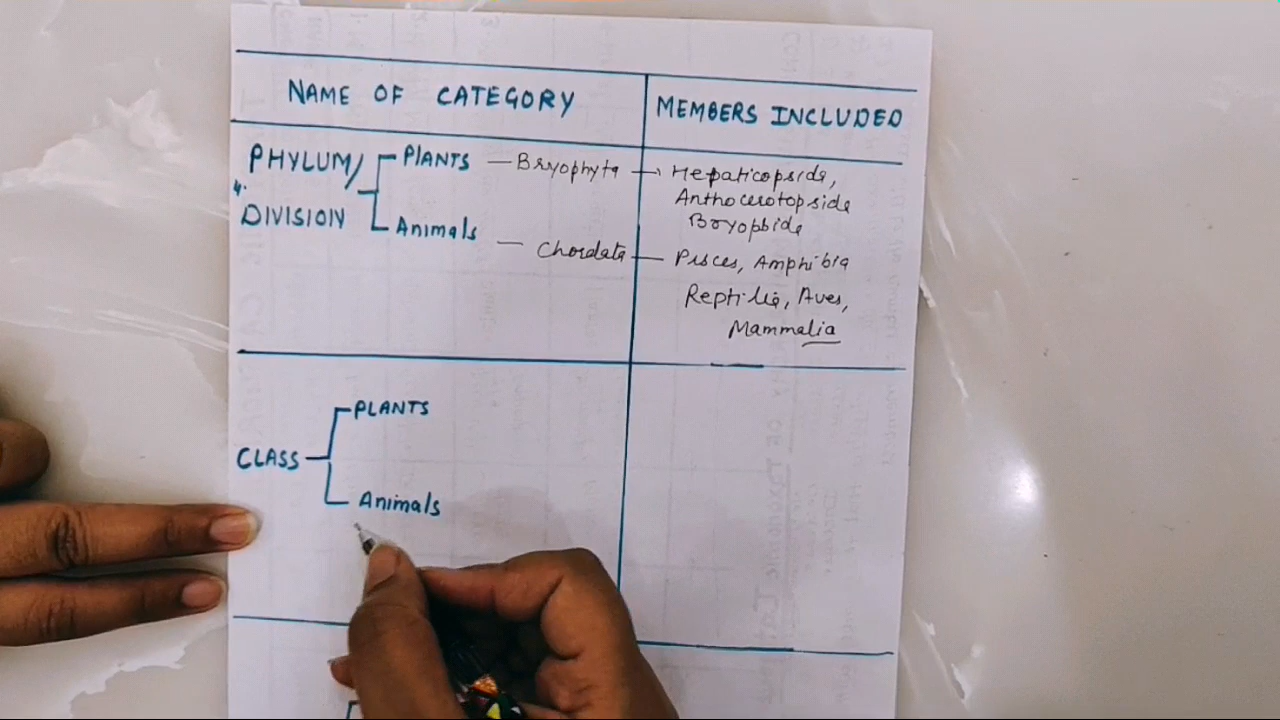 NAME OF CATEGORY
MEMBERS INCLUDED
PHYLUM/
4.
DIVISION
PLANTS — Bryophyta → Hepaticopsida,
Anthocerotopsida
Bryopsida
Animals — Chordata — Pisces, Amphibia
Reptilia, Aves,
Mammalia
CLASS
PLANTS
Animals